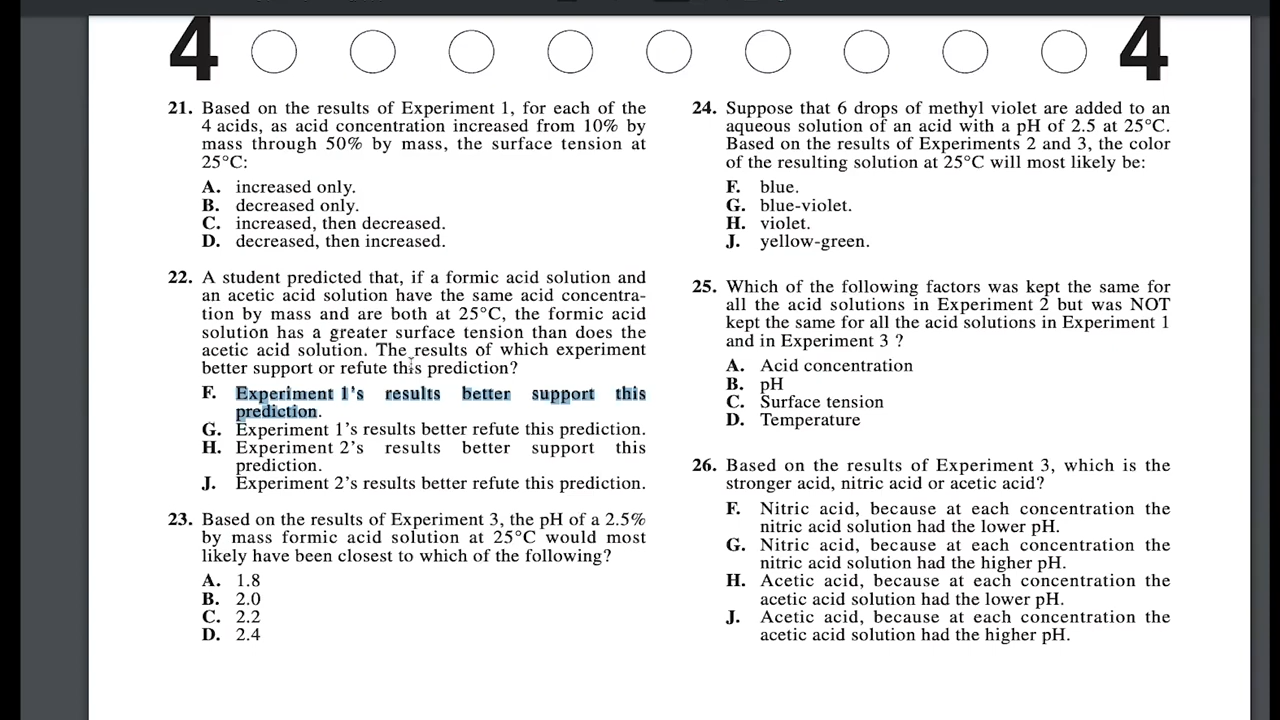 4 4
21. Based on the results of Experiment 1, for each of the
4 acids, as acid concentration increased from 10% by
mass through 50% by mass, the surface tension at
25°C:
A. increased only.
B. decreased only.
C. increased, then decreased.
D. decreased, then increased.
22. A student predicted that, if a formic acid solution and
an acetic acid solution have the same acid concentra-
tion by mass and are both at 25°C, the formic acid
solution has a greater surface tension than does the
acetic acid solution. The results of which experiment
better support or refute this prediction?
F. Experiment 1's results better support this
prediction.
G. Experiment 1's results better refute this prediction.
H. Experiment 2's results better support this
prediction.
J. Experiment 2's results better refute this prediction.
23. Based on the results of Experiment 3, the pH of a 2.5%
by mass formic acid solution at 25°C would most
likely have been closest to which of the following?
A. 1.8
B. 2.0
C. 2.2
D. 2.4
24. Suppose that 6 drops of methyl violet are added to an
aqueous solution of an acid with a pH of 2.5 at 25°C.
Based on the results of Experiments 2 and 3, the color
of the resulting solution at 25°C will most likely be:
F. blue.
G. blue-violet.
H. violet.
J. yellow-green.
25. Which of the following factors was kept the same for
all the acid solutions in Experiment 2 but was NOT
kept the same for all the acid solutions in Experiment 1
and in Experiment 3 ?
A. Acid concentration
B. pH
C. Surface tension
D. Temperature
26. Based on the results of Experiment 3, which is the
stronger acid, nitric acid or acetic acid?
F. Nitric acid, because at each concentration the
nitric acid solution had the lower pH.
G. Nitric acid, because at each concentration the
nitric acid solution had the higher pH.
H. Acetic acid, because at each concentration the
acetic acid solution had the lower pH.
J. Acetic acid, because at each concentration the
acetic acid solution had the higher pH.